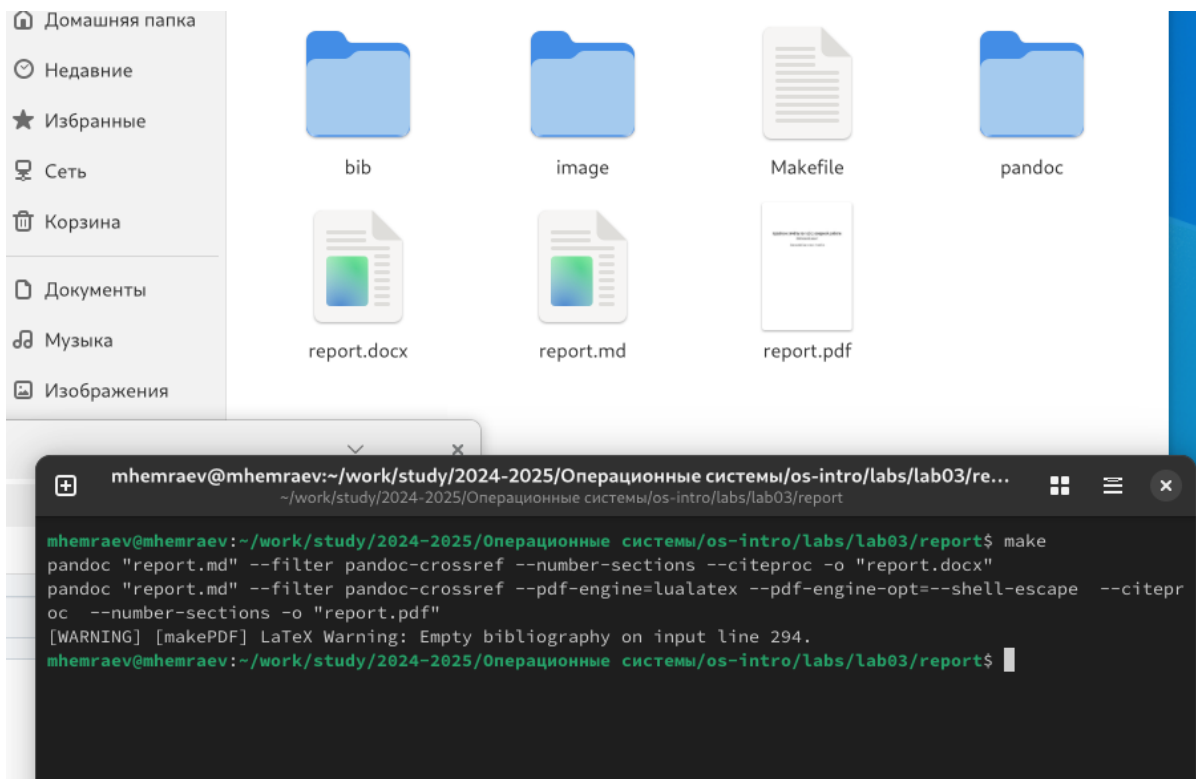 Домашняя папка
Недавние
Избранные
Сеть
Корзина
Документы
Музыка
Изображения
bib
image
Makefile
pandoc
report.docx
report.md
report.pdf
mhemraev@mhemraev:~/work/study/2024-2025/Операционные системы/os-intro/labs/lab03/re...
~/work/study/2024-2025/Операционные системы/os-intro/labs/lab03/report
mhemraev@mhemraev:~/work/study/2024-2025/Операционные системы/os-intro/labs/lab03/report$ make
pandoc "report.md" --filter pandoc-crossref --number-sections --citeproc -o "report.docx"
pandoc "report.md" --filter pandoc-crossref --pdf-engine=lualatex --pdf-engine-opt=--shell-escape  --citepr
oc  --number-sections -o "report.pdf"
[WARNING] [makePDF] LaTeX Warning: Empty bibliography on input line 294.
mhemraev@mhemraev:~/work/study/2024-2025/Операционные системы/os-intro/labs/lab03/report$